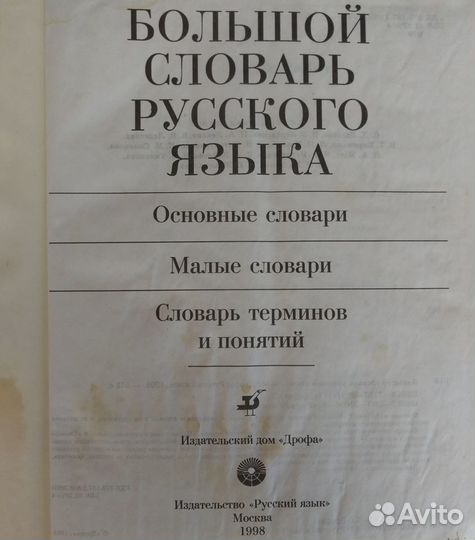 БОЛЬШОЙ
СЛОВАРЬ
РУССКОГО
ЯЗЫКА
Основные словари
Малые словари
Словарь терминов
и понятий
Издательский дом «Дрофа»
Издательство «Русский язык»
Москва
1998
Avito